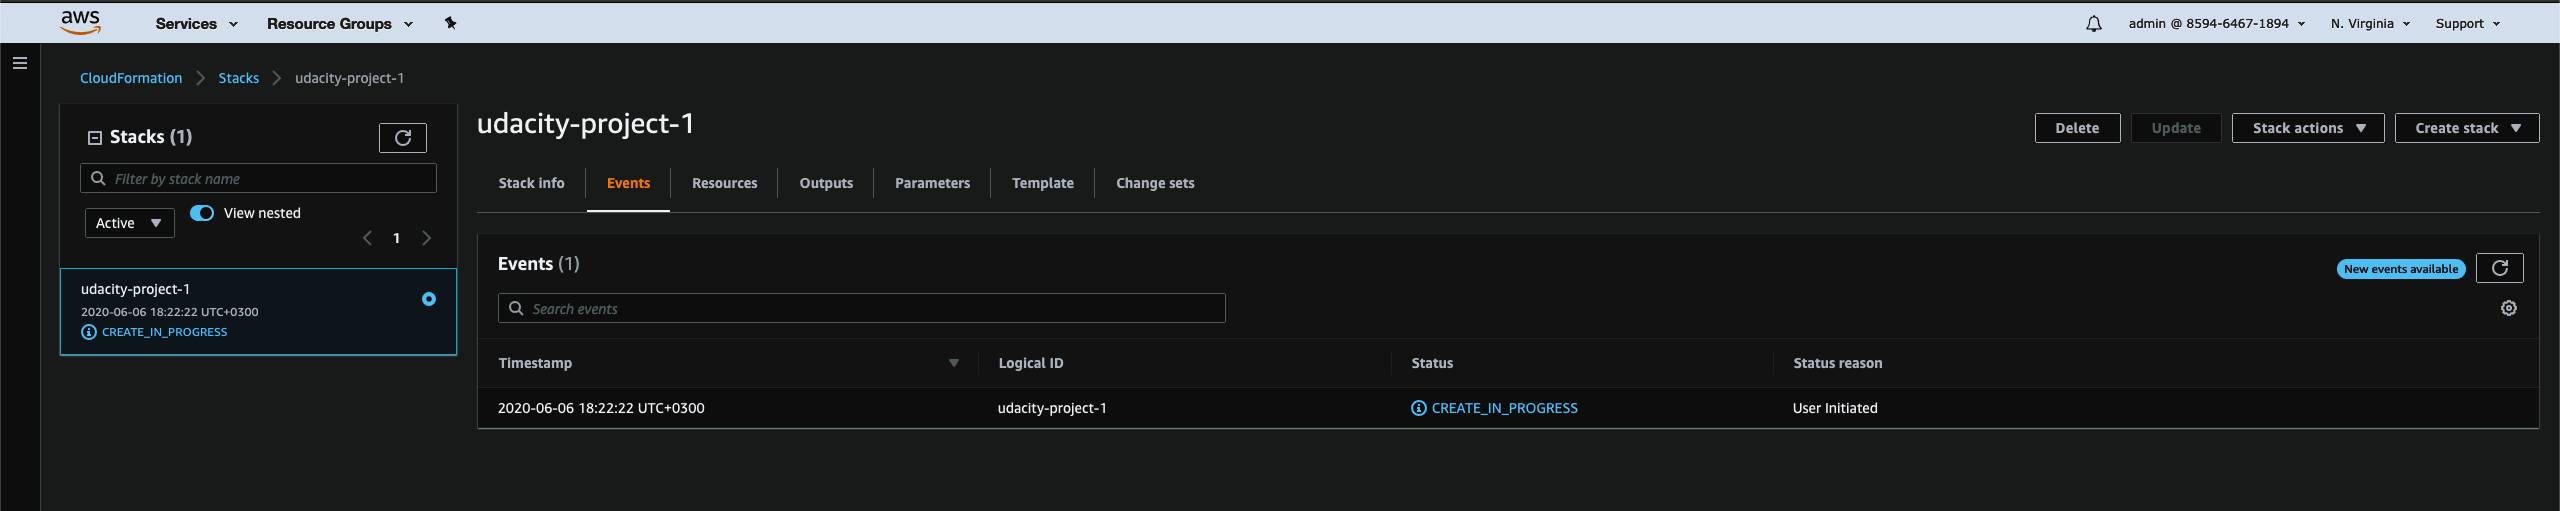 aws Services Resource Groups admin @ 8594-6467-1894 N. Virginia Support
CloudFormation Stacks udacity-project-1
Stacks (1)
Filter by stack name
Active View nested
1
udacity-project-1
2020-06-06 18:22:22 UTC+0300
CREATE_IN_PROGRESS
udacity-project-1
Delete Update Stack actions Create stack
Stack info Events Resources Outputs Parameters Template Change sets
Events (1)
New events available
Search events
Timestamp Logical ID Status Status reason
2020-06-06 18:22:22 UTC+0300 udacity-project-1 CREATE_IN_PROGRESS User Initiated